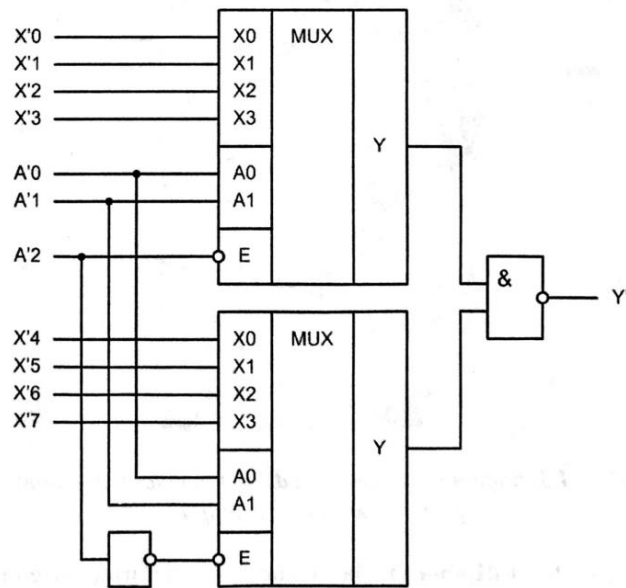 X'0 X0 MUX
X'1 X1
X'2 X2
X'3 X3
Y
A'0 A0
A'1 A1
A'2 E
&
Y'
X'4 X0 MUX
X'5 X1
X'6 X2
X'7 X3
Y
A0
A1
E